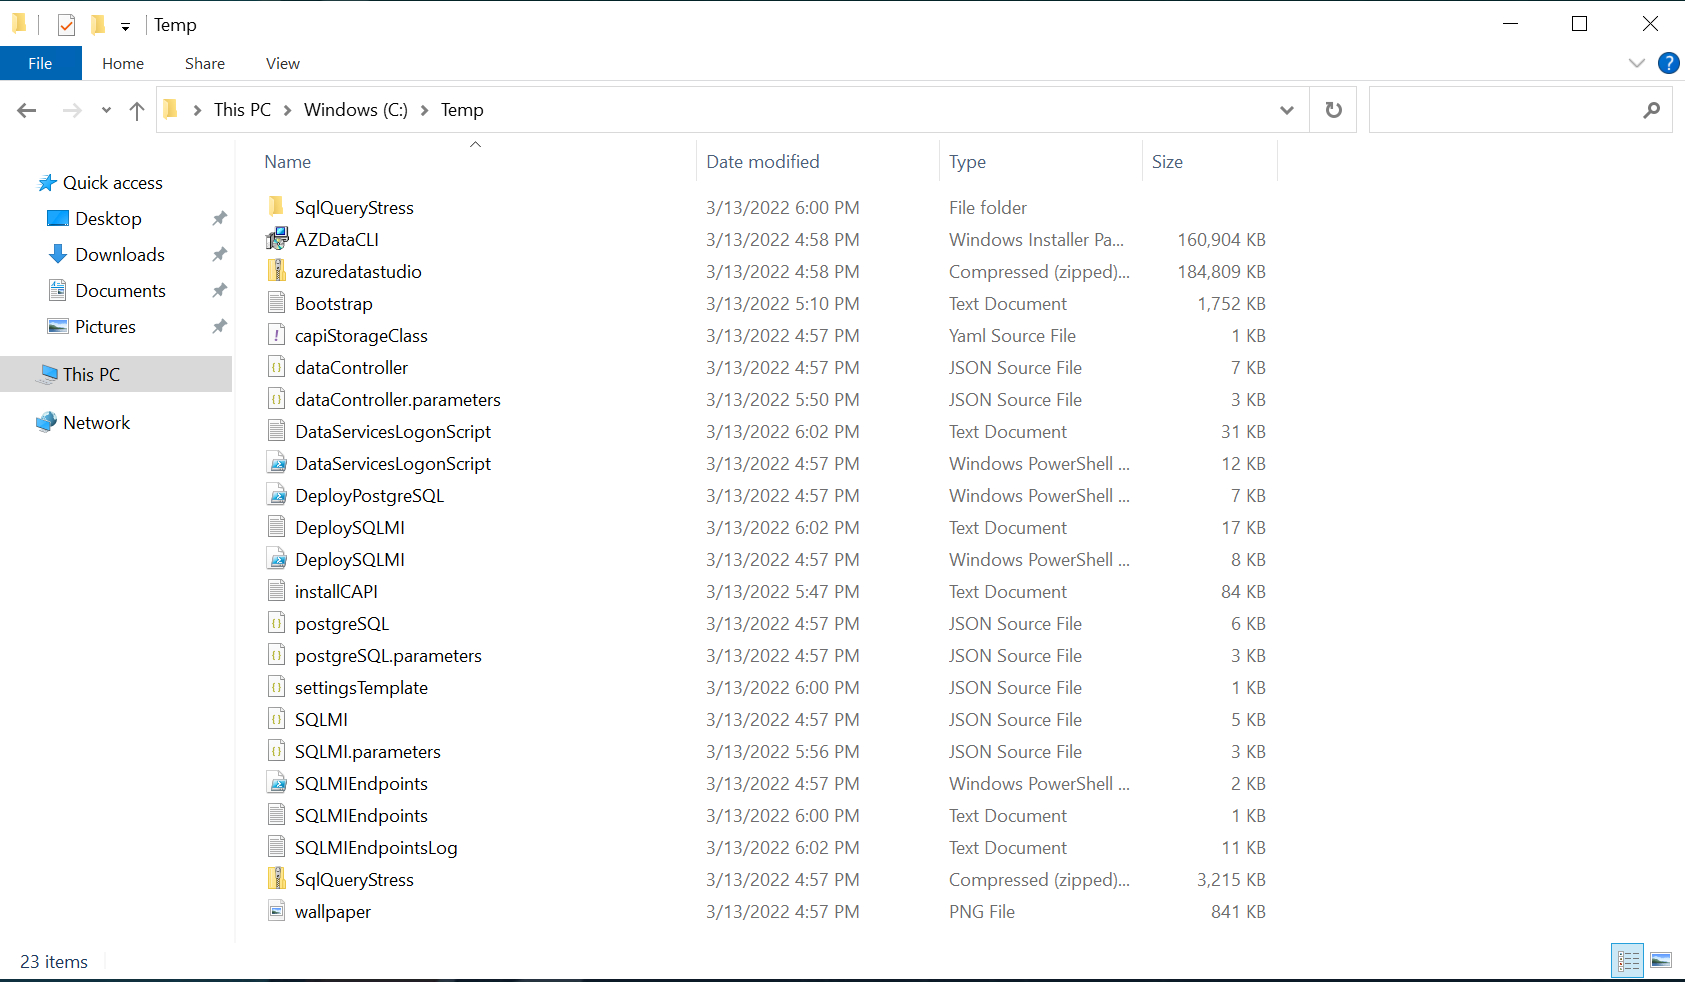 Temp
File Home Share View
This PC Windows (C:) Temp
Name Date modified Type Size
Quick access
Desktop
Downloads
Documents
Pictures
This PC
Network
SqlQueryStress 3/13/2022 6:00 PM File folder
AZDataCLI 3/13/2022 4:58 PM Windows Installer Pa... 160,904 KB
azuredatastudio 3/13/2022 4:58 PM Compressed (zipped)... 184,809 KB
Bootstrap 3/13/2022 5:10 PM Text Document 1,752 KB
capiStorageClass 3/13/2022 4:57 PM Yaml Source File 1 KB
dataController 3/13/2022 4:57 PM JSON Source File 7 KB
dataController.parameters 3/13/2022 5:50 PM JSON Source File 3 KB
DataServicesLogonScript 3/13/2022 6:02 PM Text Document 31 KB
DataServicesLogonScript 3/13/2022 4:57 PM Windows PowerShell ... 12 KB
DeployPostgreSQL 3/13/2022 4:57 PM Windows PowerShell ... 7 KB
DeploySQLMI 3/13/2022 6:02 PM Text Document 17 KB
DeploySQLMI 3/13/2022 4:57 PM Windows PowerShell ... 8 KB
installCAPI 3/13/2022 5:47 PM Text Document 84 KB
postgreSQL 3/13/2022 4:57 PM JSON Source File 6 KB
postgreSQL.parameters 3/13/2022 4:57 PM JSON Source File 3 KB
settingsTemplate 3/13/2022 6:00 PM JSON Source File 1 KB
SQLMI 3/13/2022 4:57 PM JSON Source File 5 KB
SQLMI.parameters 3/13/2022 5:56 PM JSON Source File 3 KB
SQLMIEndpoints 3/13/2022 4:57 PM Windows PowerShell ... 2 KB
SQLMIEndpoints 3/13/2022 6:00 PM Text Document 1 KB
SQLMIEndpointsLog 3/13/2022 6:02 PM Text Document 11 KB
SqlQueryStress 3/13/2022 4:57 PM Compressed (zipped)... 3,215 KB
wallpaper 3/13/2022 4:57 PM PNG File 841 KB
23 items